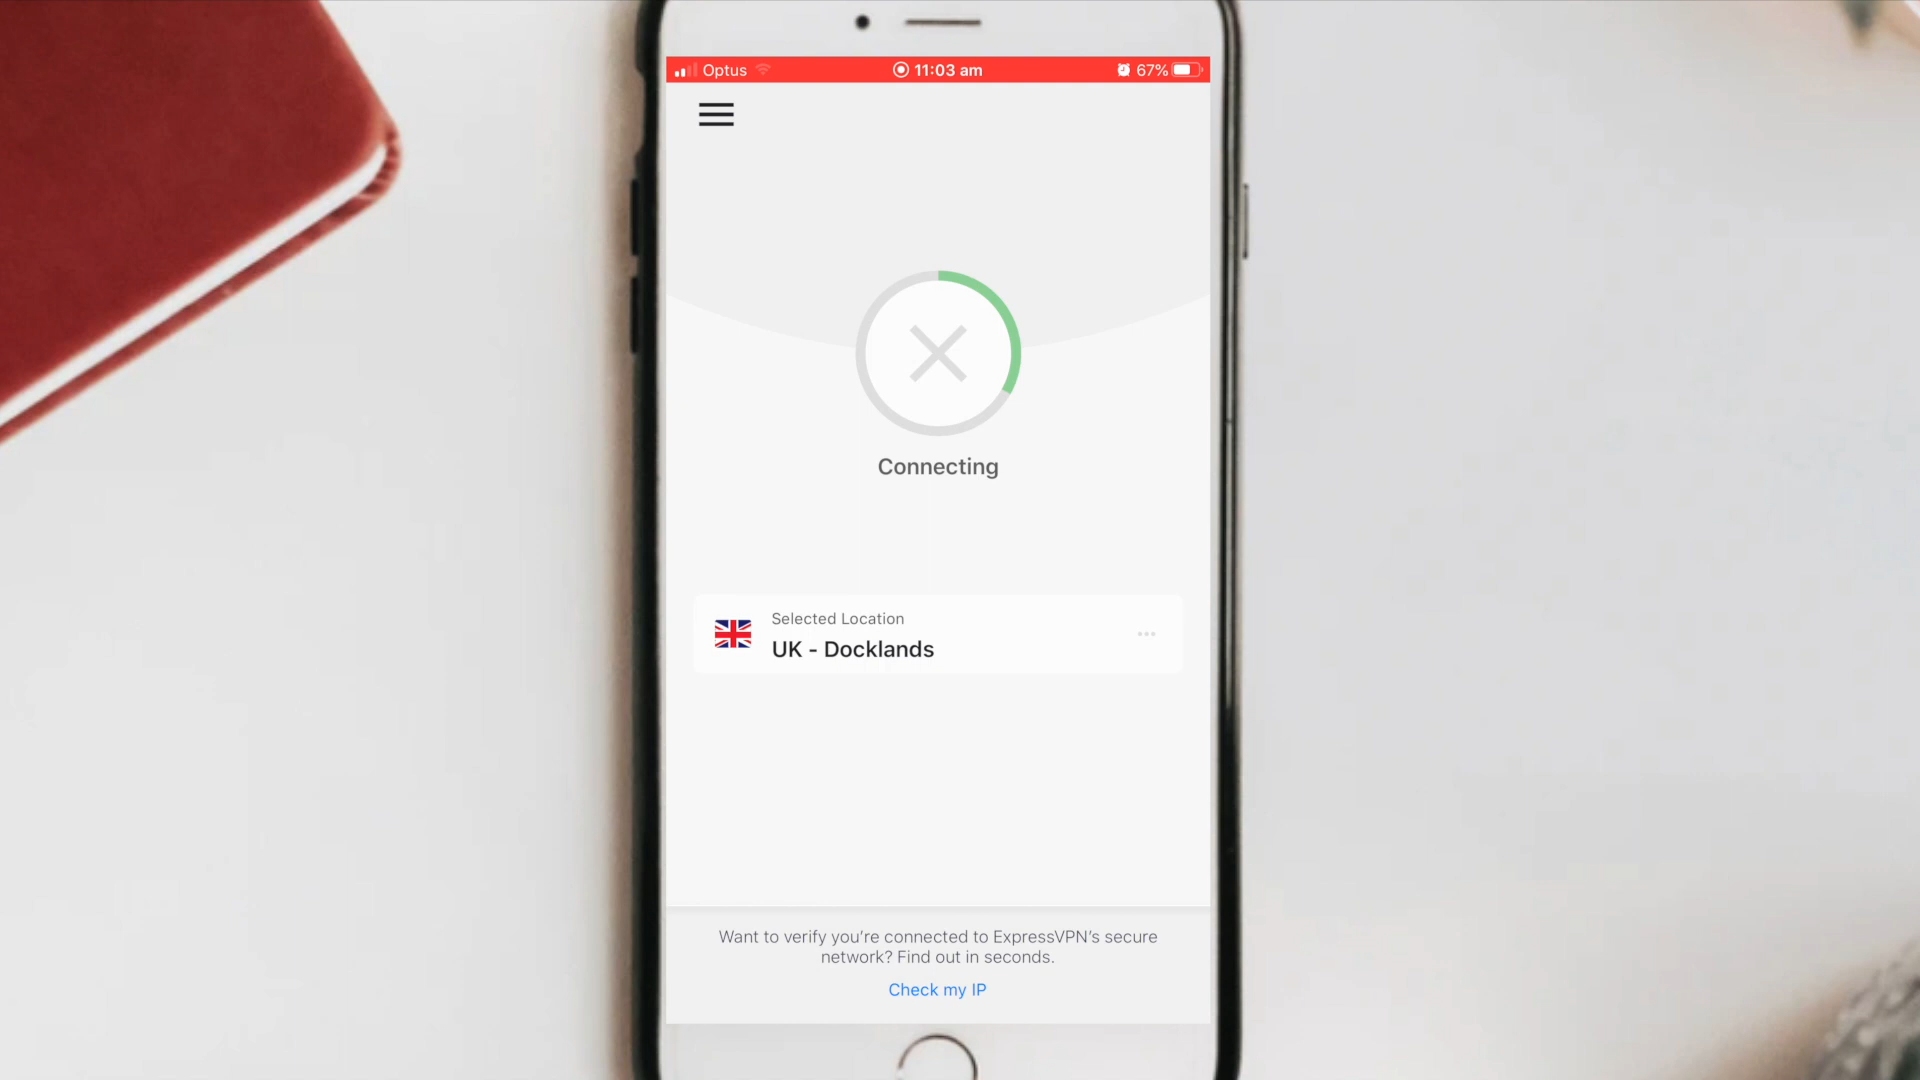 Optus 11:03 am 67%
Connecting
Selected Location
UK - Docklands
Want to verify you're connected to ExpressVPN's secure
network? Find out in seconds.
Check my IP